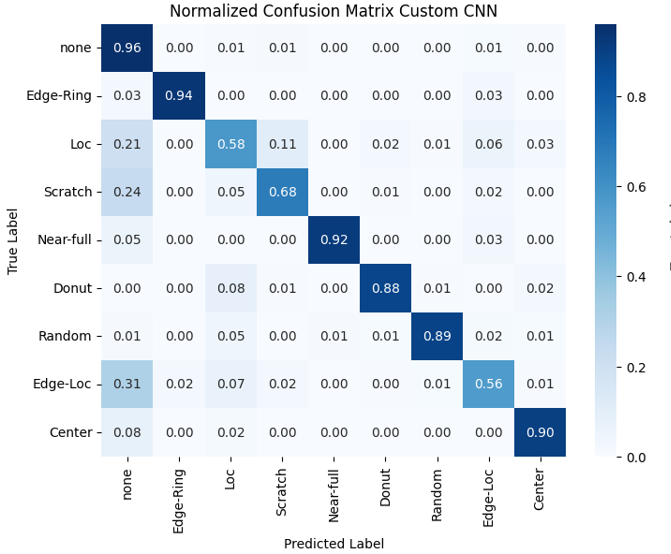 Normalized Confusion Matrix Custom CNN
none 0.96 0.00 0.01 0.01 0.00 0.00 0.00 0.01 0.00
Edge-Ring 0.03 0.94 0.00 0.00 0.00 0.00 0.00 0.03 0.00
Loc 0.21 0.00 0.58 0.11 0.00 0.02 0.01 0.06 0.03
Scratch 0.24 0.00 0.05 0.68 0.00 0.01 0.00 0.02 0.00
Near-full 0.05 0.00 0.00 0.00 0.92 0.00 0.00 0.03 0.00
Donut 0.00 0.00 0.08 0.01 0.00 0.88 0.01 0.00 0.02
Random 0.01 0.00 0.05 0.00 0.01 0.01 0.89 0.02 0.01
Edge-Loc 0.31 0.02 0.07 0.02 0.00 0.00 0.01 0.56 0.01
Center 0.08 0.00 0.02 0.00 0.00 0.00 0.00 0.00 0.90
True Label
none Edge-Ring Loc Scratch Near-full Donut Random Edge-Loc Center
Predicted Label
0.8
0.6
0.4
0.2
0.0